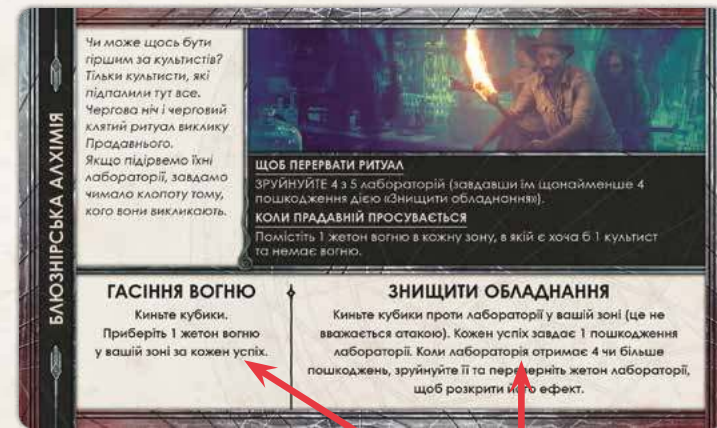 БЛЮЗНІРСЬКА АЛХІМІЯ
Чи може щось бути
гіршим за культистів?
Тільки культисти, які
підпалили тут все.
Чергова ніч і черговий
клятий ритуал виклику
Прадавнього.
Якщо підірвемо їхні
лабораторії, завдамо
чимало клопоту тому,
кого вони викликають.
ЩОБ ПЕРЕРВАТИ РИТУАЛ
ЗРУЙНУЙТЕ 4 з 5 лабораторій (завдавши їм щонайменше 4
пошкодження дією «Знищити обладнання»).
КОЛИ ПРАДАВНІЙ ПРОСУВАЄТЬСЯ
Помістіть 1 жетон вогню в кожну зону, в якій є хоча б 1 культист
та немає вогню.
ГАСІННЯ ВОГНЮ
Киньте кубики.
Приберіть 1 жетон вогню
у вашій зоні за кожен успіх.
ЗНИЩИТИ ОБЛАДНАННЯ
Киньте кубики проти лабораторії у вашій зоні (це не
вважається атакою). Кожен успіх завдає 1 пошкодження
лабораторії. Коли лабораторія отримає 4 чи більше
пошкоджень, зруйнуйте її та переверніть жетон лабораторії,
щоб розкрити його ефект.